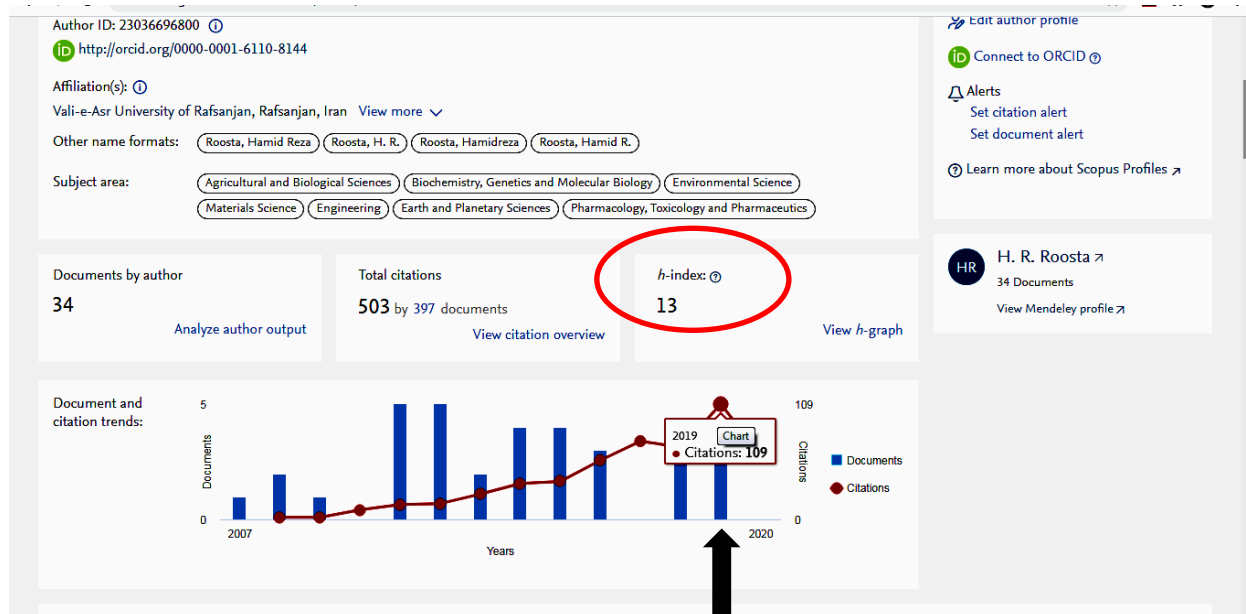 Author ID: 23036696800
iD http://orcid.org/0000-0001-6110-8144
Affiliation(s):
Vali-e-Asr University of Rafsanjan, Rafsanjan, Iran View more
Other name formats: Roosta, Hamid Reza Roosta, H. R. Roosta, Hamidreza Roosta, Hamid R.
Subject area: Agricultural and Biological Sciences Biochemistry, Genetics and Molecular Biology Environmental Science
Materials Science Engineering Earth and Planetary Sciences Pharmacology, Toxicology and Pharmaceutics
Edit author profile
iD Connect to ORCID
Alerts
Set citation alert
Set document alert
Learn more about Scopus Profiles
Documents by author
34
Analyze author output
Total citations
503 by 397 documents
View citation overview
h-index:
13
View h-graph
HR
H. R. Roosta
34 Documents
View Mendeley profile
Document and
citation trends:
5
Documents
0
2007
Years
2020
109
Citations
0
2019 Chart
Citations: 109
Documents
Citations